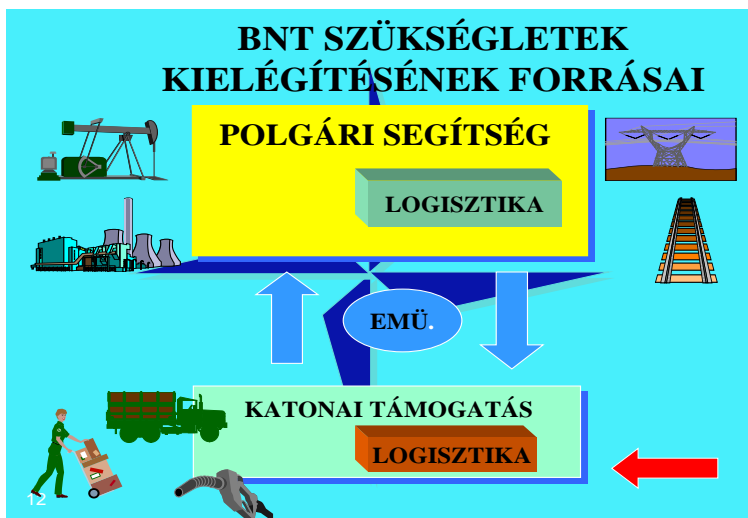 BNT SZÜKSÉGLETEK
KIELÉGÍTÉSÉNEK FORRÁSAI
POLGÁRI SEGÍTSÉG
LOGISZTIKA
EMÜ.
KATONAI TÁMOGATÁS
LOGISZTIKA
12